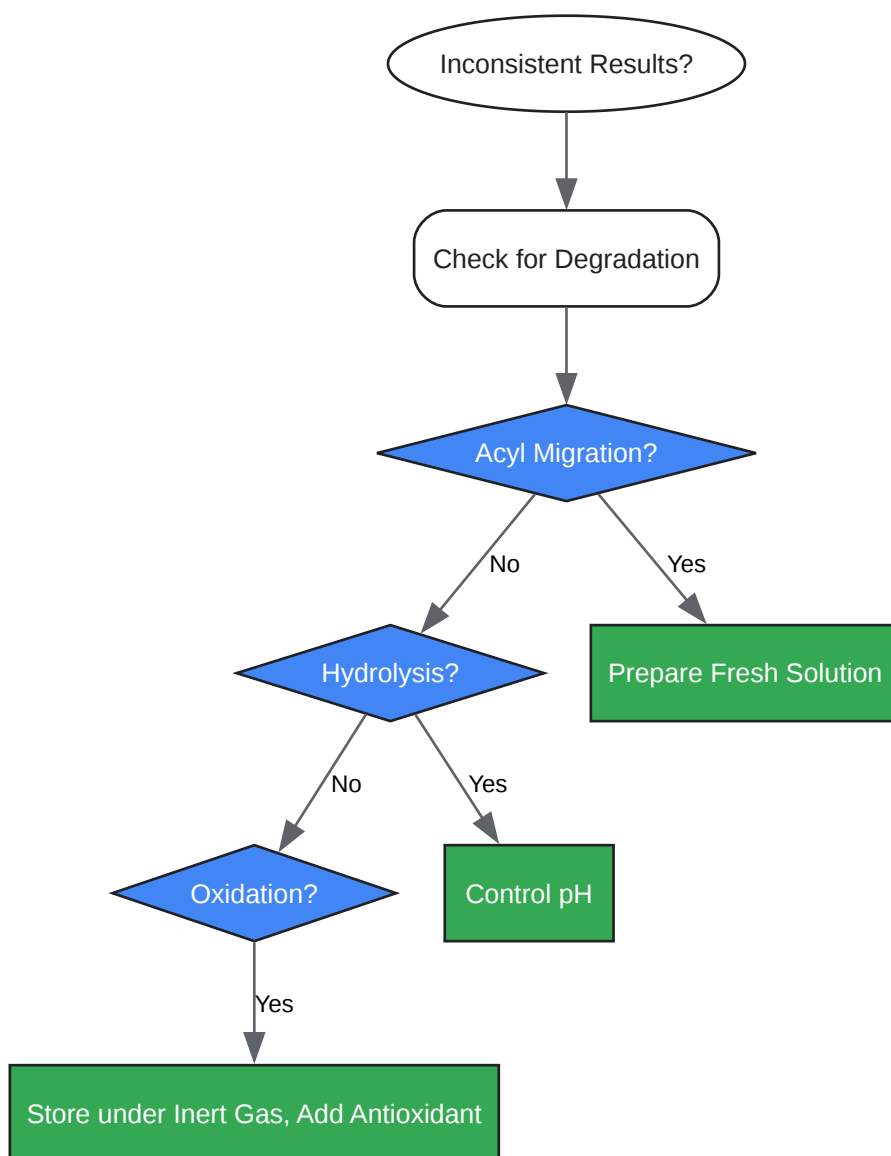 Inconsistent Results?
Check for Degradation
Acyl Migration?
No
Yes
Hydrolysis?
Prepare Fresh Solution
No
Yes
Oxidation?
Control pH
Yes
Store under Inert Gas, Add Antioxidant